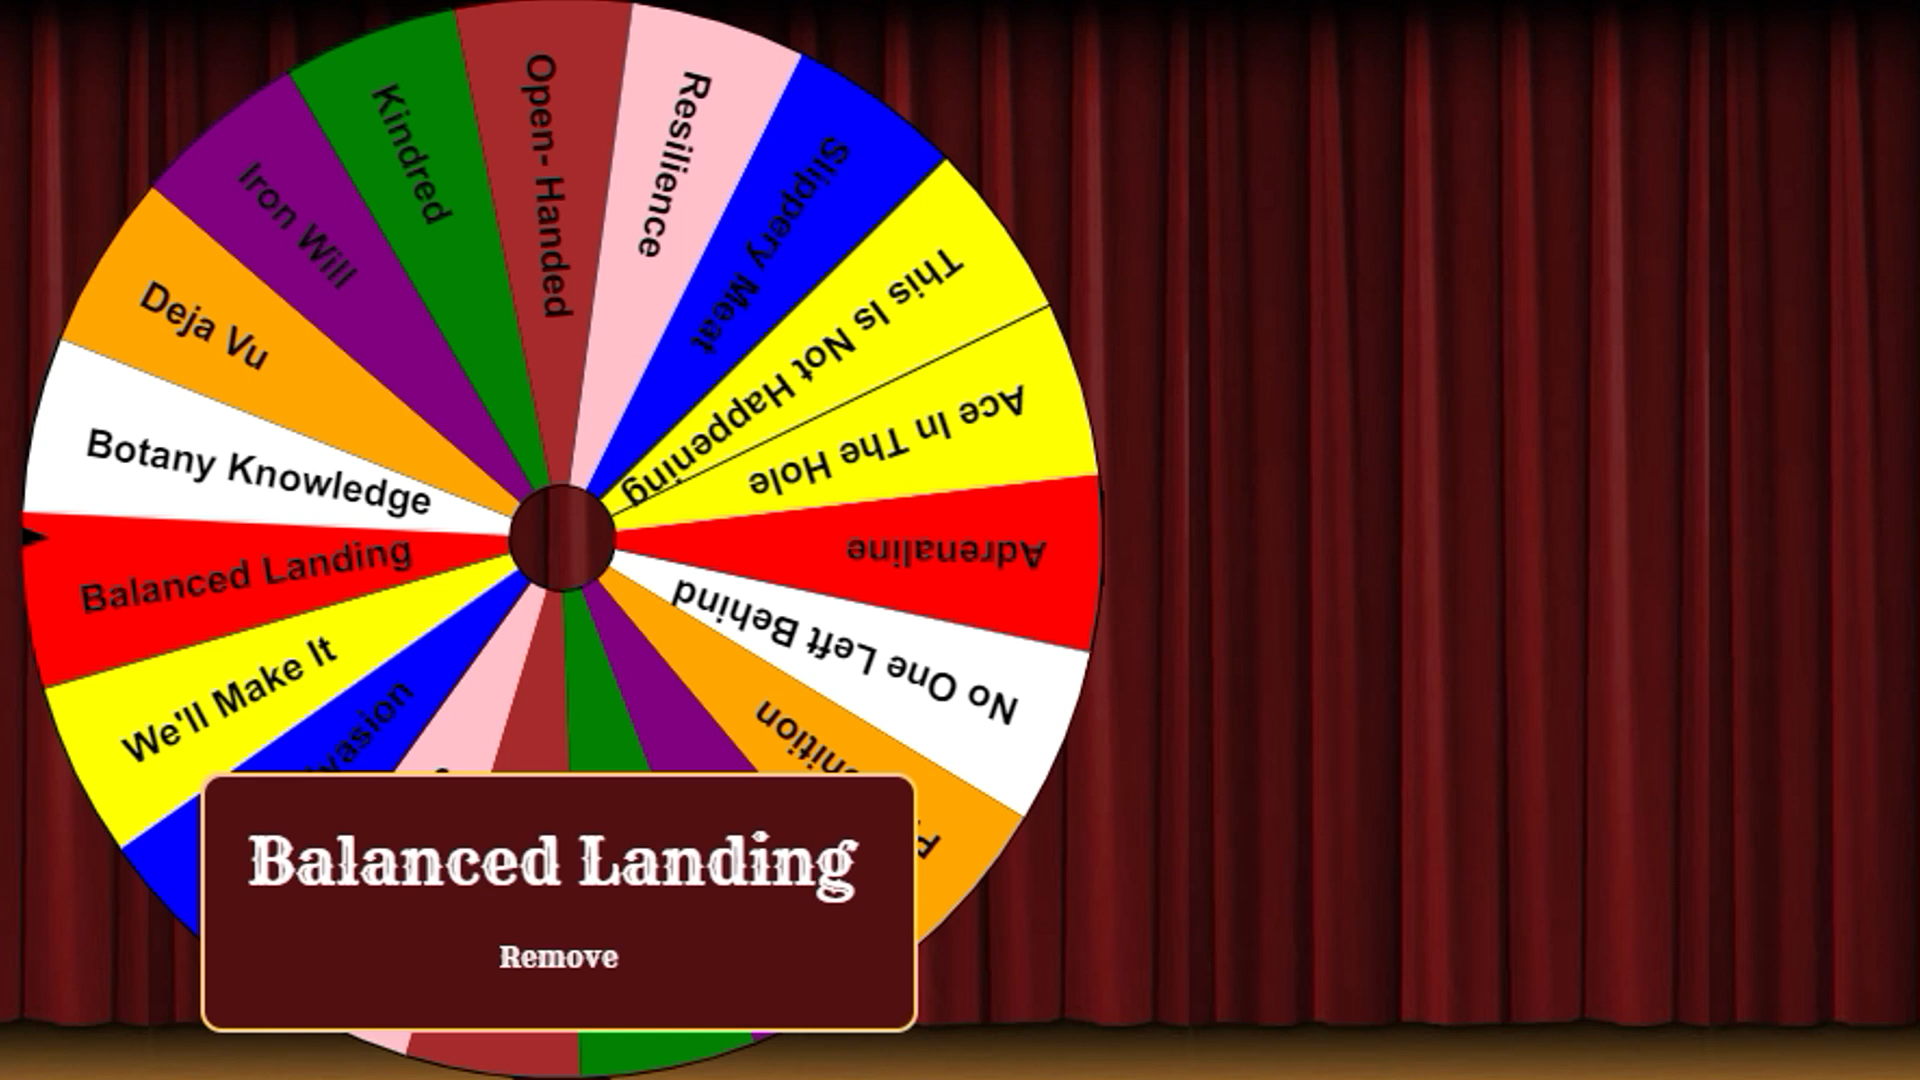 Open- Handed
Resilience
Kindred
Slippery Meat
Iron Will
This Is Not Happening
Deja Vu
Ace In The Hole
Botany Knowledge
Adrenaline
Balanced Landing
No One Left Behind
We'll Make It
Balanced Landing
Remove